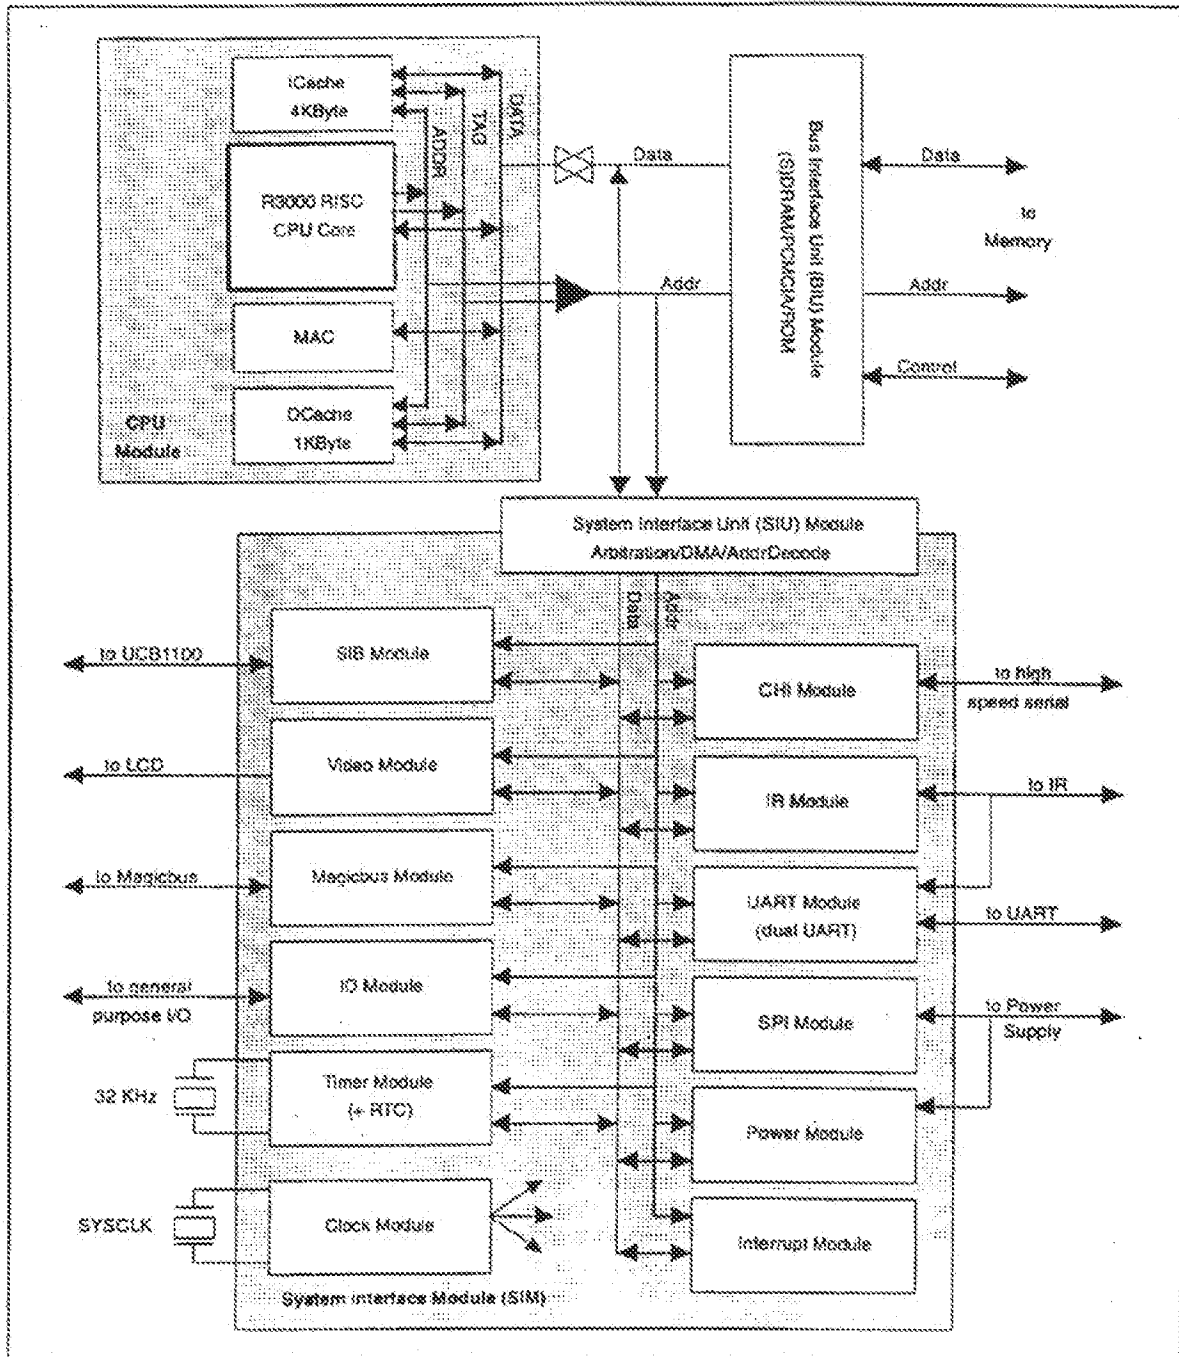 ICache
4KByte
R3000 RISC
CPU Core
MAC
DCache
1KByte
CPU
Module
ADDR
TAG
DATA
Data
Addr
Bus Interface Unit (BIU) Module
(S)DRAM/PCMCIA/ROM
Data
to
Memory
Addr
Control
System Interface Unit (SIU) Module
Arbitration/DMA/AddrDecode
Data
Addr
to UCB1100
SIB Module
CHI Module
to high
speed serial
to LCD
Video Module
IR Module
to IR
to Magicbus
Magicbus Module
UART Module
(dual UART)
to UART
to general
purpose I/O
IO Module
SPI Module
to Power
Supply
32 KHz
Timer Module
(+ RTC)
Power Module
SYSCLK
Clock Module
Interrupt Module
System Interface Module (SIM)